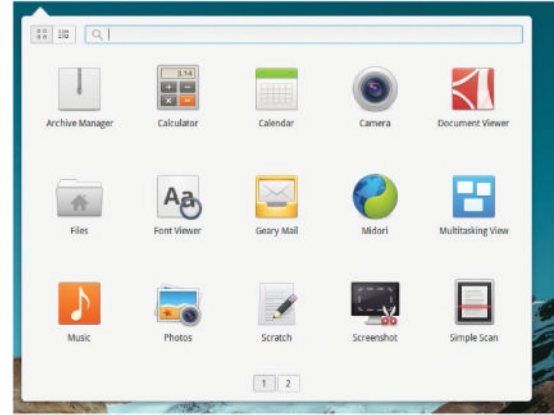 3.14
Archive Manager Calculator Calendar Camera Document Viewer
Aa
Files Font Viewer Geary Mail Midori Multitasking View
Music Photos Scratch Screenshot Simple Scan
1 2